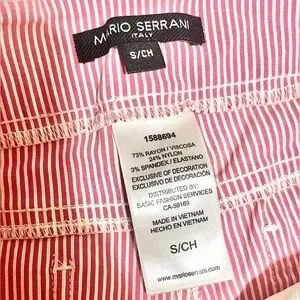 MARIO SERRANI
ITALY
S/CH
1588694
73% RAYON / VISCOSA
24% NYLON
3% SPANDEX / ELASTANO
EXCLUSIVE OF DECORATION
EXCLUSIVO DE DECORACIÓN
DISTRIBUTED BY:
BASIC FASHION SERVICES
CA-59169
MADE IN VIETNAM
HECHO EN VIETNAM
S/CH
www.marioserrani.com